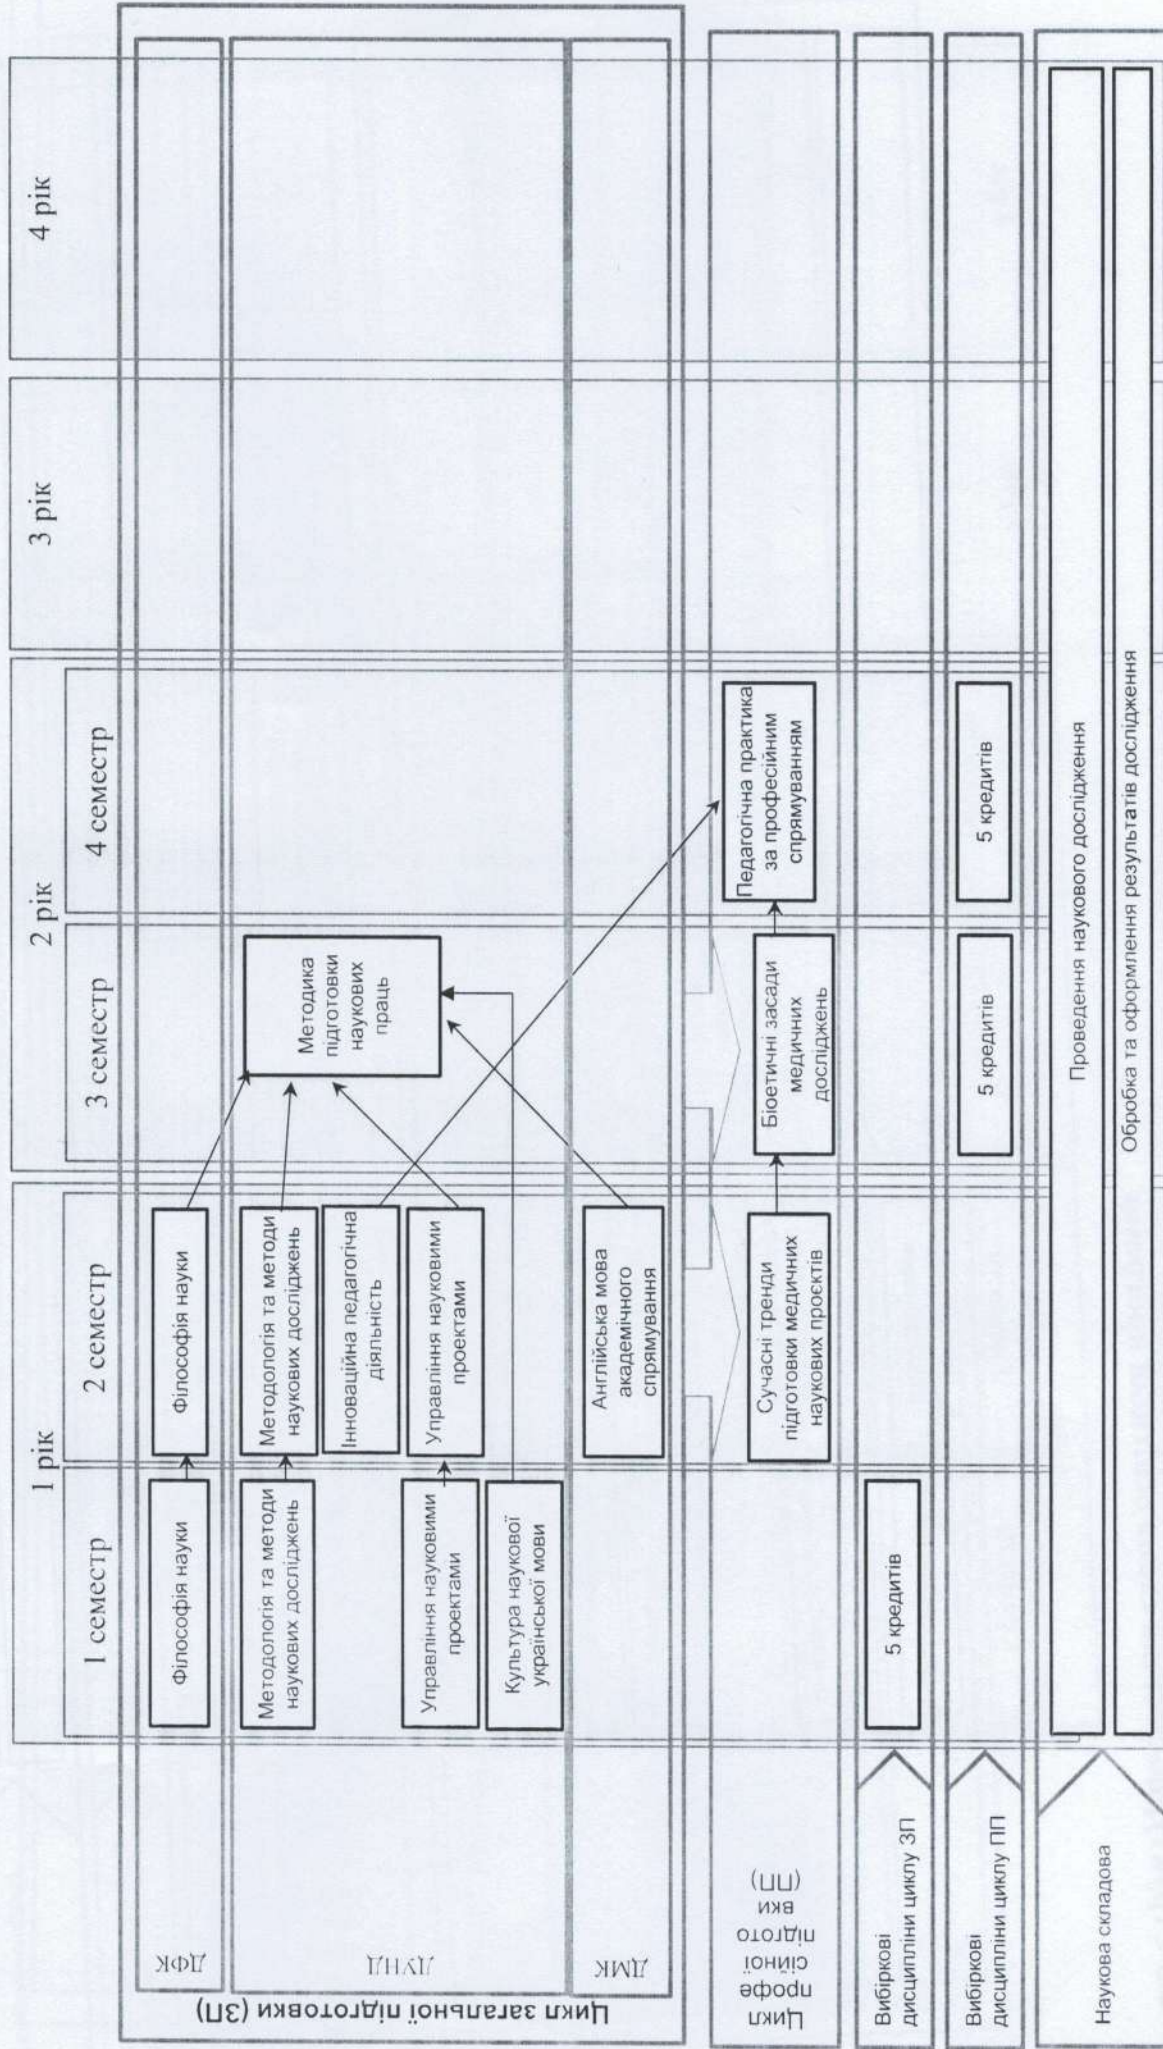 1 рік
2 рік
3 рік
4 рік
1 семестр
2 семестр
3 семестр
4 семестр
Цикл загальної підготовки (ЗП)
ДФК
Філософія науки
Філософія науки
ДУНД
Методологія та методи
наукових досліджень
Методологія та методи
наукових досліджень
Методика
підготовки
наукових
праць
Інноваційна педагогічна
діяльність
Управління науковими
проектами
Управління науковими
проектами
Культура наукової
української мови
ДМК
Англійська мова
академічного
спрямування
Цикл
профе
сійної
підгото
вки
(ПП)
Сучасні тренди
підготовки медичних
наукових проєктів
Біоетичні засади
медичних
досліджень
Педагогічна практика
за професійним
спрямуванням
Вибіркові
дисципліни циклу ЗП
5 кредитів
Вибіркові
дисципліни циклу ПП
5 кредитів
5 кредитів
Наукова складова
Проведення наукового дослідження
Обробка та оформлення результатів дослідження